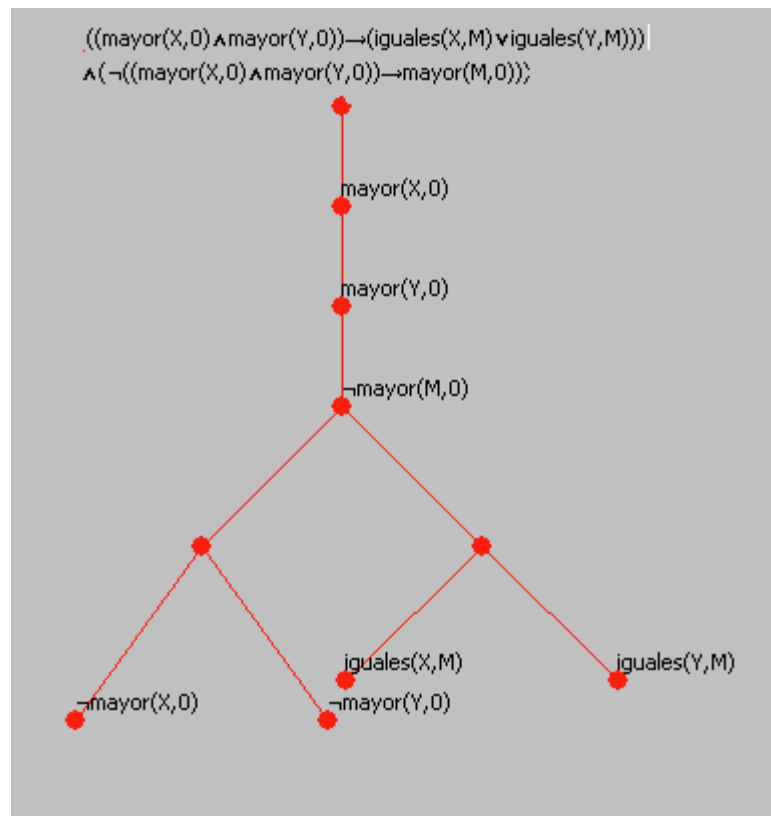 ((mayor(X,0)∧mayor(Y,0))→(iguales(X,M)∨iguales(Y,M)))
∧(¬((mayor(X,0)∧mayor(Y,0))→mayor(M,0)))
mayor(X,0)
mayor(Y,0)
¬mayor(M,0)
iguales(X,M)
iguales(Y,M)
¬mayor(X,0)
¬mayor(Y,0)